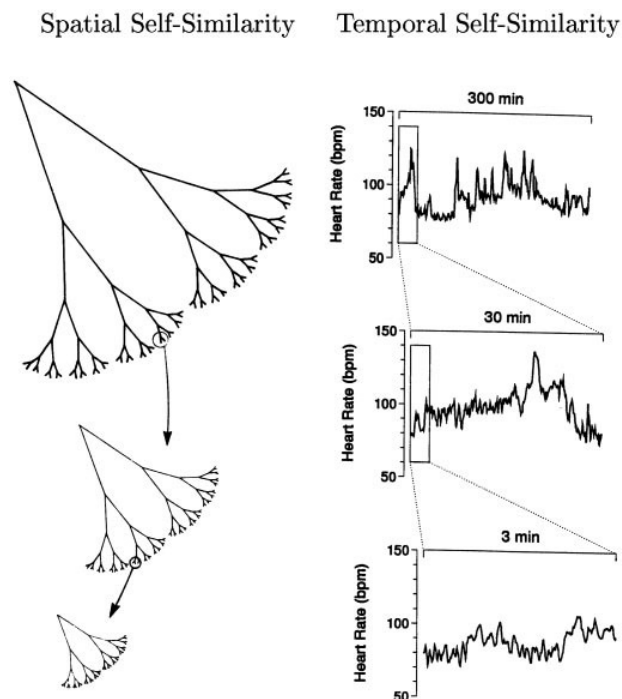 Spatial Self-Similarity
Temporal Self-Similarity
300 min
150
100
50
Heart Rate (bpm)
30 min
150
100
50
Heart Rate (bpm)
3 min
150
100
50
Heart Rate (bpm)